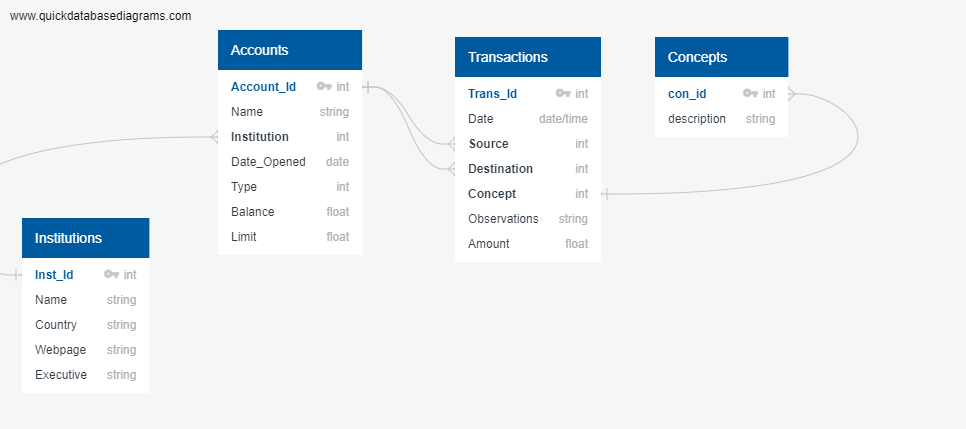 www.quickdatabasediagrams.com
Accounts
Account_Id int
Name string
Institution int
Date_Opened date
Type int
Balance float
Limit float
Transactions
Trans_Id int
Date date/time
Source int
Destination int
Concept int
Observations string
Amount float
Concepts
con_id int
description string
Institutions
Inst_Id int
Name string
Country string
Webpage string
Executive string